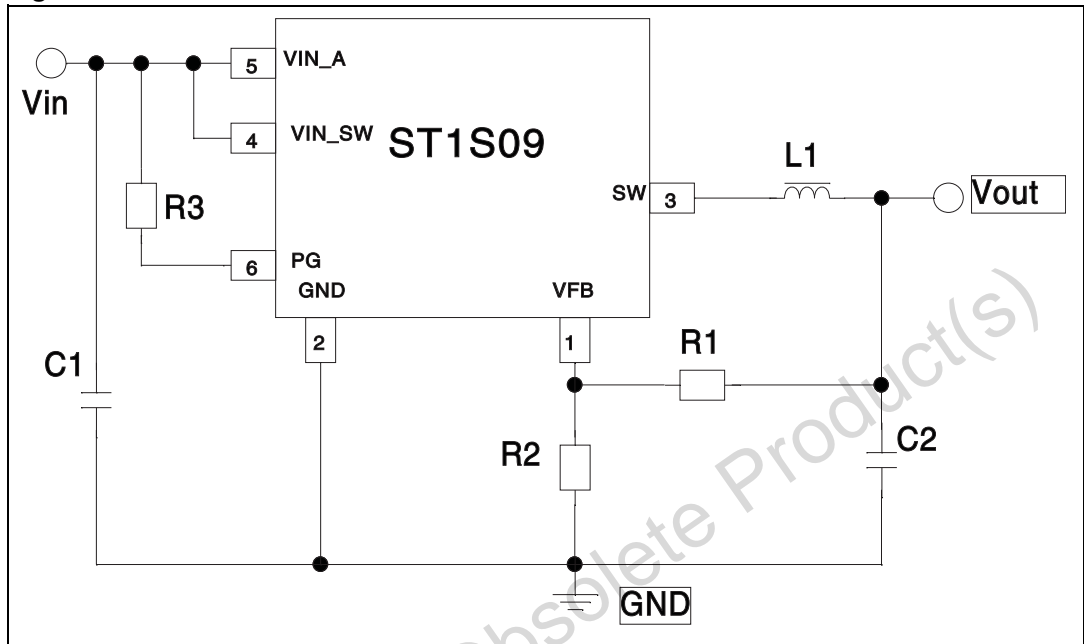 Vin
5
VIN_A
4
VIN_SW
ST1S09
R3
6
PG
GND
VFB
SW
3
L1
Vout
2
1
R1
C1
R2
C2
GND
Obsolete Product(s)